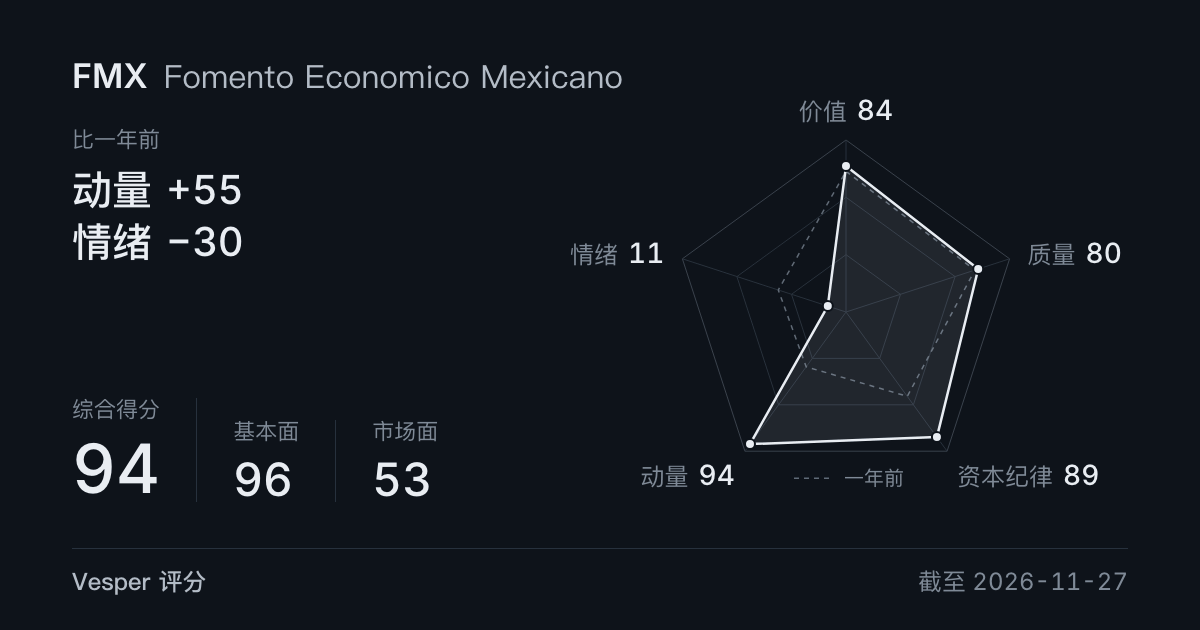 FMX Fomento Economico Mexicano
比一年前
动量 +55
情绪 −30
价值 84
情绪 11
质量 80
动量 94
一年前
资本纪律 89
综合得分
94
基本面
96
市场面
53
Vesper 评分
截至 2026-11-27